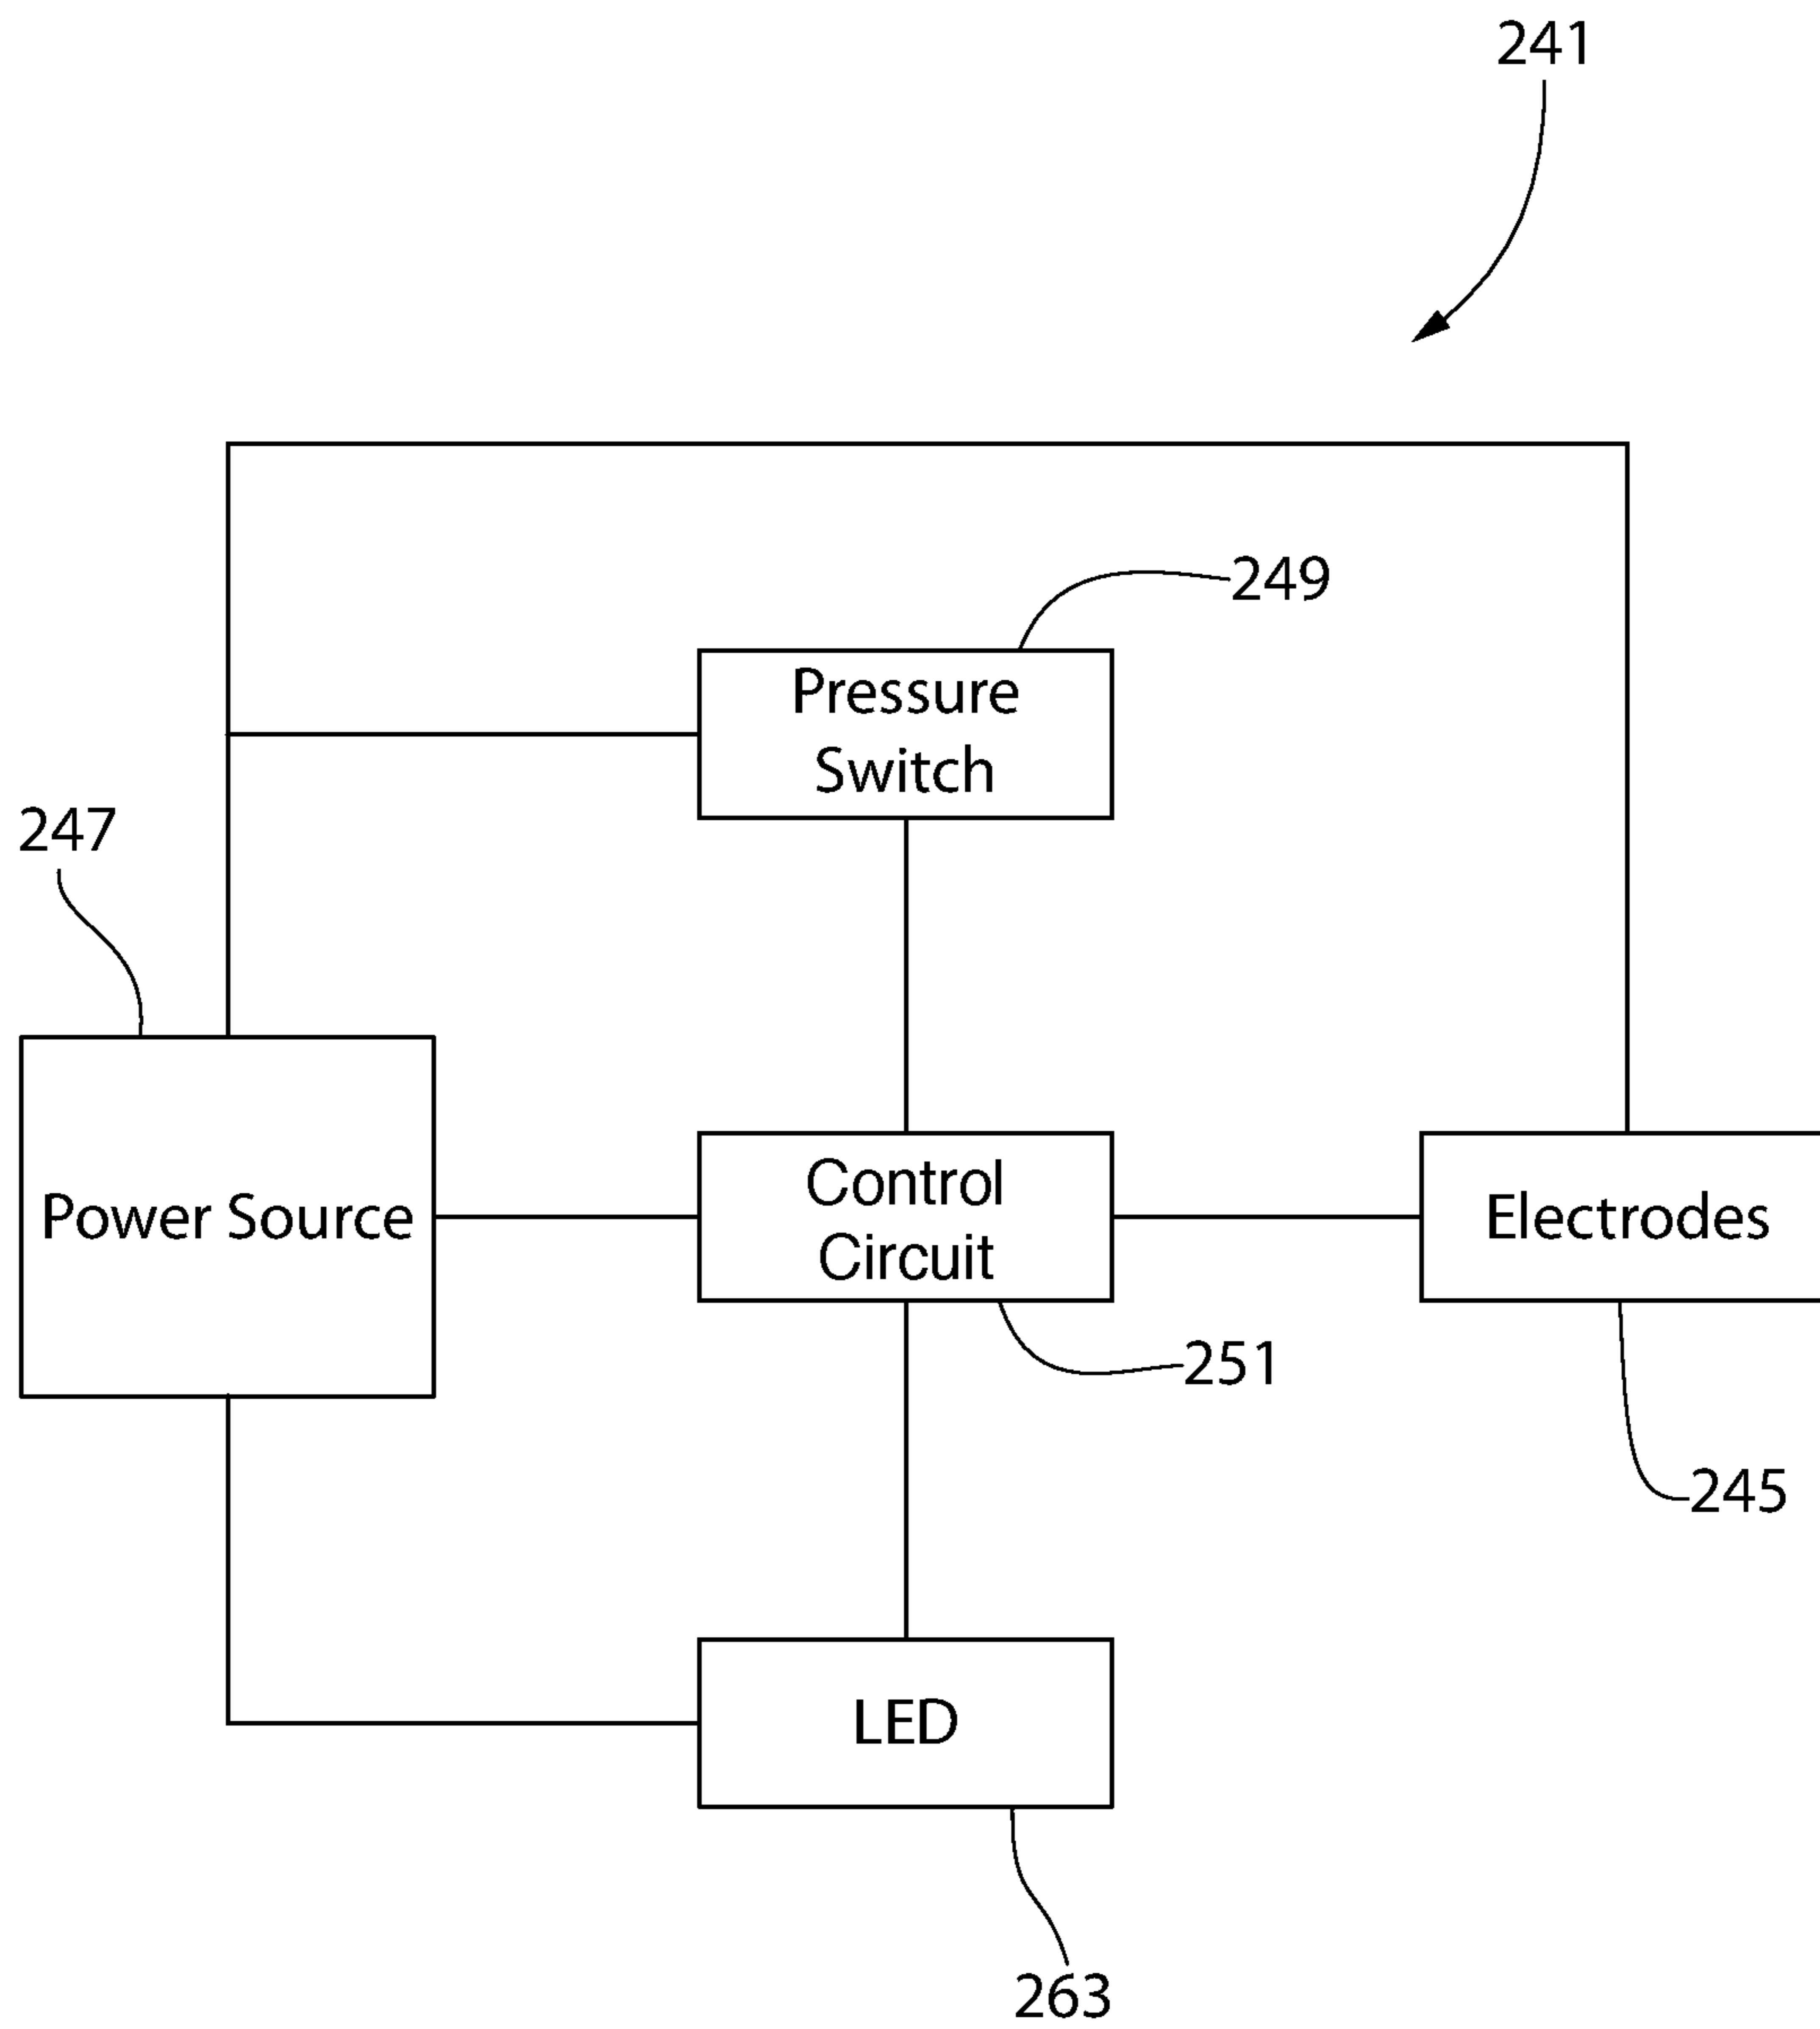 241
249
Pressure
Switch
247
Power Source
Control
Circuit
Electrodes
251
245
LED
263